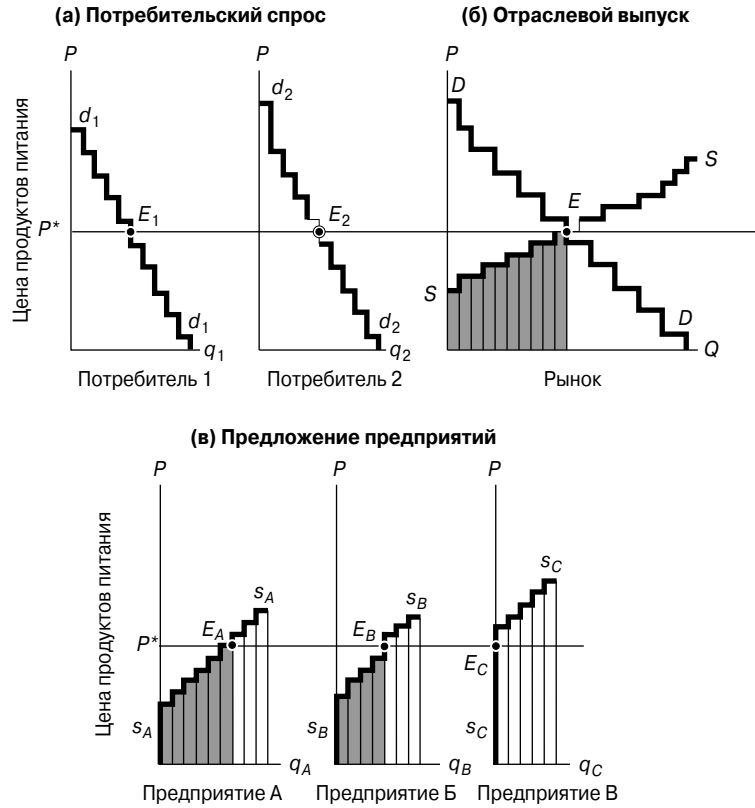 (а) Потребительский спрос
(б) Отраслевой выпуск
P
P
P
d1
d2
D
S
E1
E2
E
P*
S
d1
d2
D
q1
q2
Q
Цена продуктов питания
Потребитель 1
Потребитель 2
Рынок
(в) Предложение предприятий
P
P
P
sA
sB
sC
EA
EB
P*
EC
sA
sB
sC
qA
qB
qC
Цена продуктов питания
Предприятие А
Предприятие Б
Предприятие В